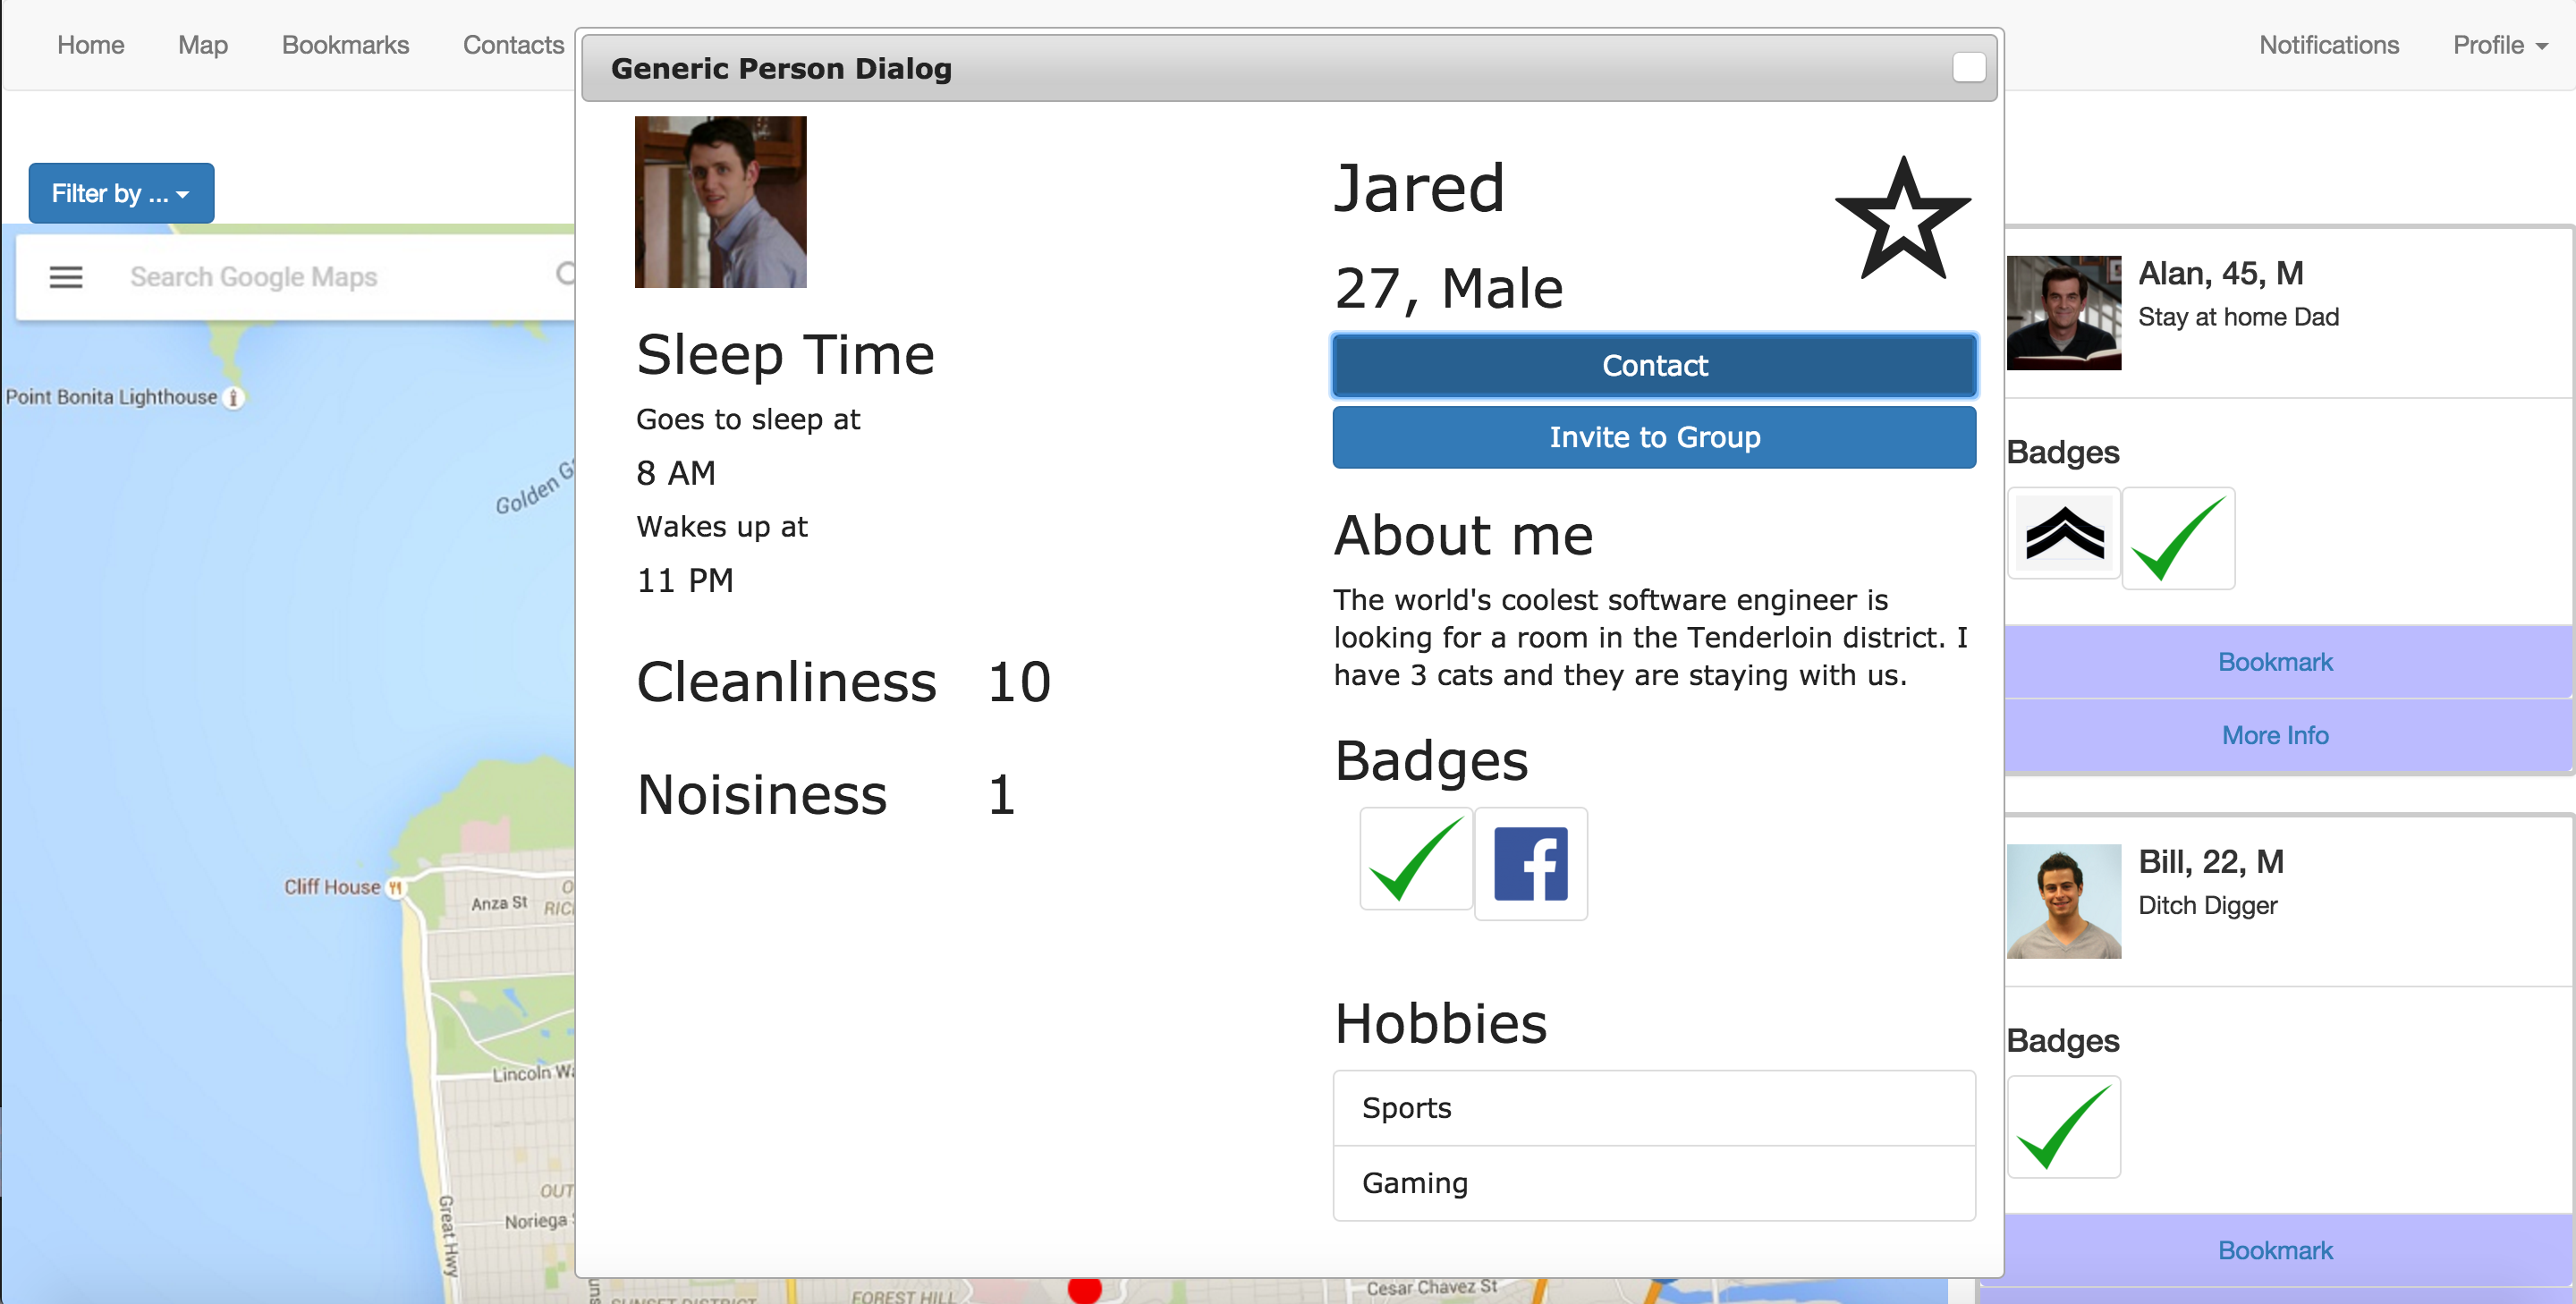 Home Map Bookmarks Contacts
Notifications Profile
Generic Person Dialog
Filter by ...
Search Google Maps
Point Bonita Lighthouse
Cliff House
Anza St
Lincoln
Great Hwy
Noriega
SUNSET DISTRICT
FOREST HILL
Cesar Chavez St
Sleep Time
Goes to sleep at
8 AM
Wakes up at
11 PM
Cleanliness 10
Noisiness 1
Jared
27, Male
Contact
Invite to Group
About me
The world's coolest software engineer is
looking for a room in the Tenderloin district. I
have 3 cats and they are staying with us.
Badges
Hobbies
Sports
Gaming
Alan, 45, M
Stay at home Dad
Badges
Bookmark
More Info
Bill, 22, M
Ditch Digger
Badges
Bookmark